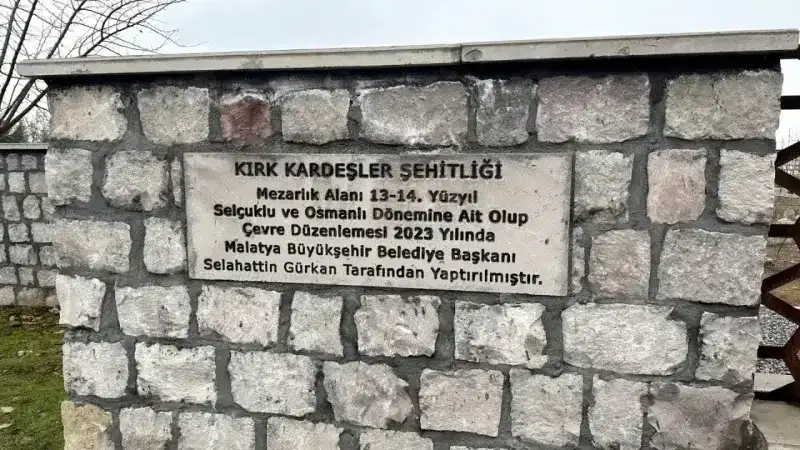 KIRK KARDEŞLER ŞEHİTLİĞİ
Mezarlık Alanı 13-14. Yüzyıl
Selçuklu ve Osmanlı Dönemine Ait Olup
Çevre Düzenlemesi 2023 Yılında
Malatya Büyükşehir Belediye Başkanı
Selahattin Gürkan Tarafından Yaptırılmıştır.